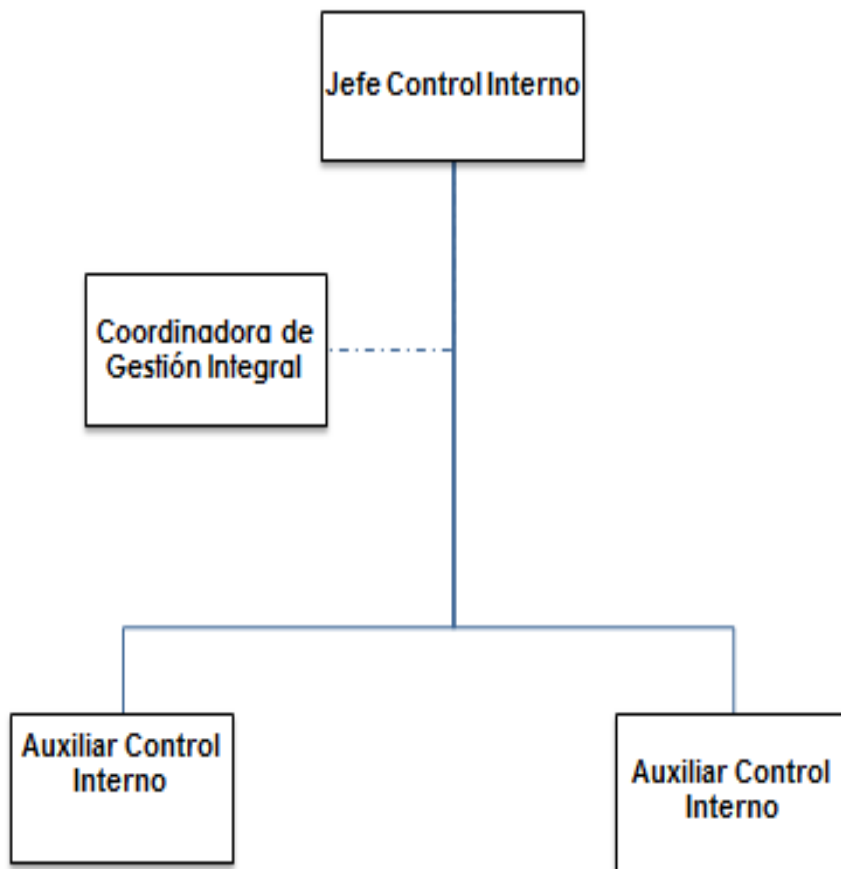 Jefe Control Interno
Coordinadora de
Gestión Integral
Auxiliar Control
Interno
Auxiliar Control
Interno